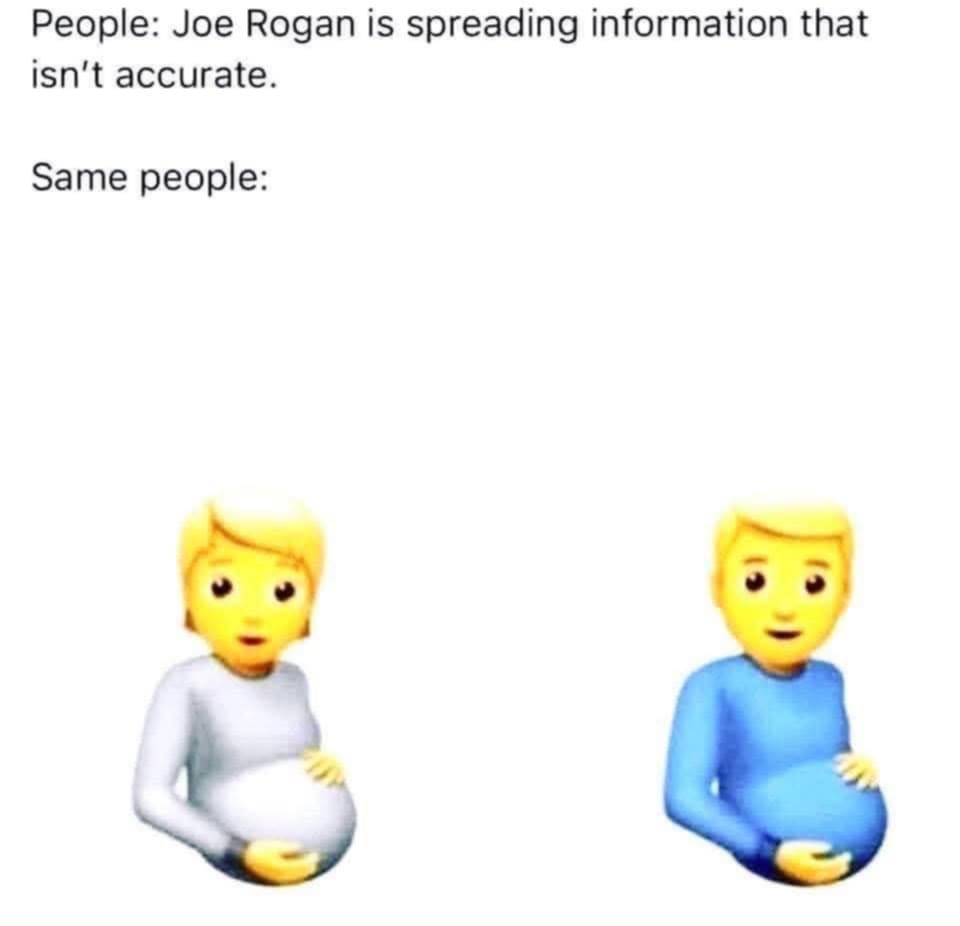 People: Joe Rogan is spreading information that
isn't accurate.
Same people: